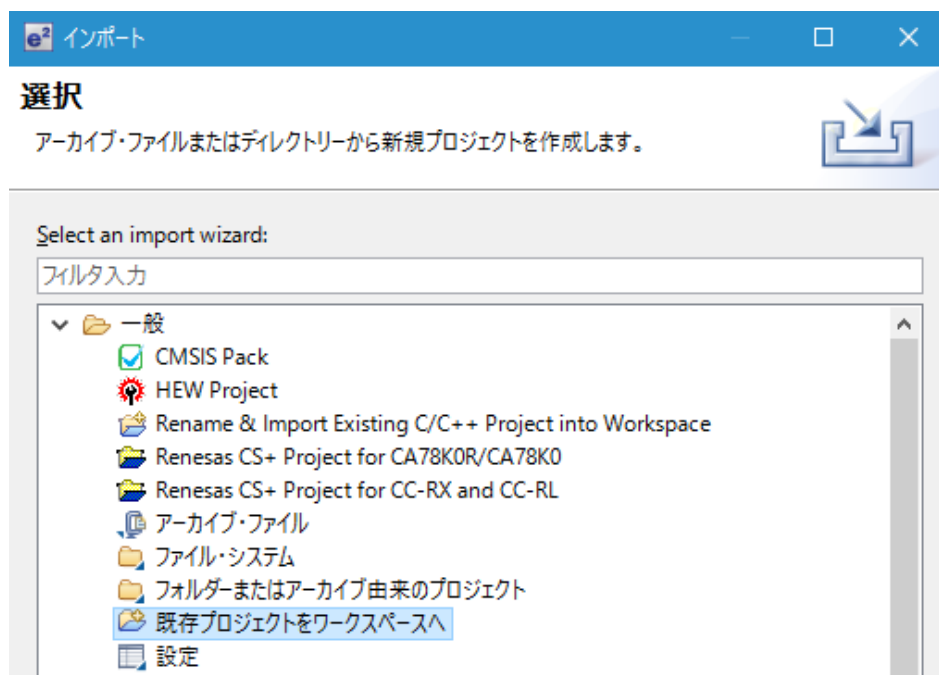 e² インポート
選択
アーカイブ・ファイルまたはディレクトリーから新規プロジェクトを作成します。
Select an import wizard:
フィルタ入力
一般
CMSIS Pack
HEW Project
Rename & Import Existing C/C++ Project into Workspace
Renesas CS+ Project for CA78K0R/CA78K0
Renesas CS+ Project for CC-RX and CC-RL
アーカイブ・ファイル
ファイル・システム
フォルダーまたはアーカイブ由来のプロジェクト
既存プロジェクトをワークスペースへ
設定